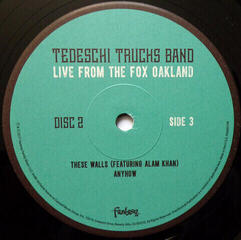 TEDESCHI TRUCKS BAND
LIVE FROM THE FOX OAKLAND
DISC 2
SIDE 3
THESE WALLS (FEATURING ALAM KHAN)
ANYHOW
Fantasy